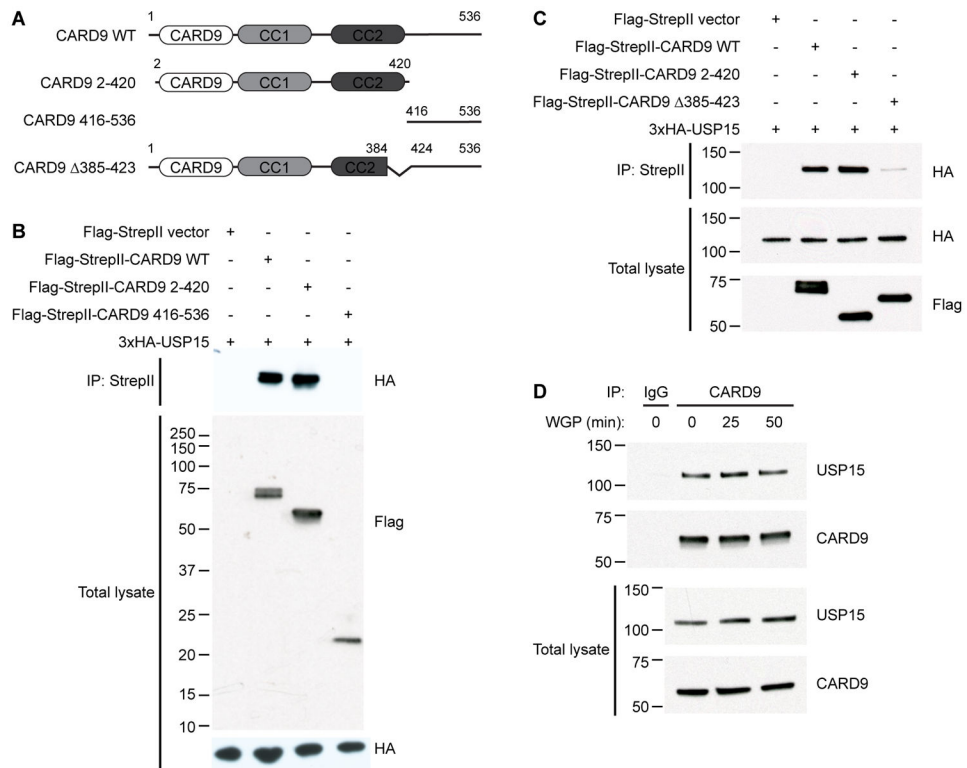 A
1 536
CARD9 WT CARD9 CC1 CC2
2 420
CARD9 2-420 CARD9 CC1 CC2
416 536
CARD9 416-536
1 384 424 536
CARD9 Δ385-423 CARD9 CC1 CC2
B
Flag-StrepII vector + - - -
Flag-StrepII-CARD9 WT - + - -
Flag-StrepII-CARD9 2-420 - - + -
Flag-StrepII-CARD9 416-536 - - - +
3xHA-USP15 + + + +
IP: StrepII HA
250
150
100
75
50 Flag
37
Total lysate
25
20
15
10
HA
C
Flag-StrepII vector + - - -
Flag-StrepII-CARD9 WT - + - -
Flag-StrepII-CARD9 2-420 - - + -
Flag-StrepII-CARD9 Δ385-423 - - - +
3xHA-USP15 + + + +
150
IP: StrepII HA
100
150
HA
100
Total lysate
75
Flag
50
D
IP: IgG CARD9
WGP (min): 0 0 25 50
150
USP15
100
75
CARD9
50
150
USP15
100
Total lysate
75
CARD9
50